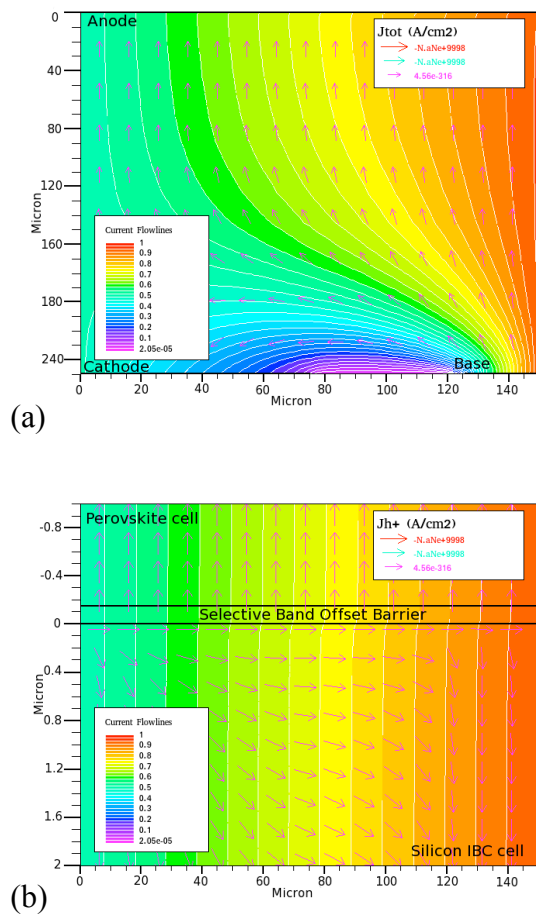 Anode
Jtot (A/cm2)
-N.aNe+9998
-N.aNe+9998
4.56e-316
0
40
80
120
160
180
200
240
Micron
Current Flowlines
1
0.9
0.8
0.7
0.6
0.5
0.4
0.3
0.2
0.1
2.05e-05
Cathode
Base
0 20 40 60 80 100 120 140
Micron
(a)
Perovskite cell
Jh+ (A/cm2)
-N.aNe+9998
-N.aNe+9998
4.56e-316
Selective Band Offset Barrier
-0.8
-0.4
0
0.4
0.8
1.2
1.6
2
Micron
Current Flowlines
1
0.9
0.8
0.7
0.6
0.5
0.4
0.3
0.2
0.1
2.05e-05
Silicon IBC cell
0 20 40 60 80 100 120 140
Micron
(b)